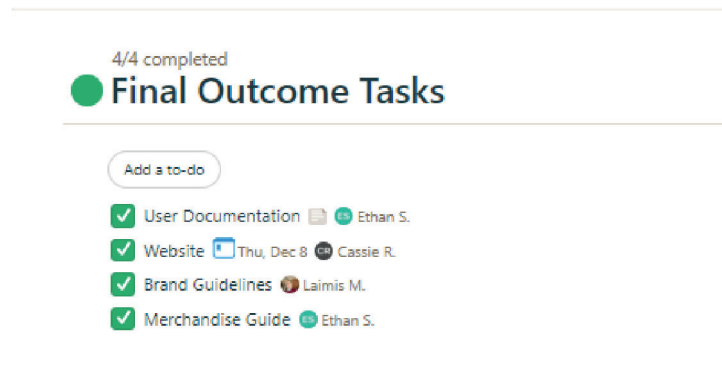 4/4 completed
Final Outcome Tasks
Add a to-do
User Documentation ES Ethan S.
Website Thu, Dec 8 CR Cassie R.
Brand Guidelines Laimis M.
Merchandise Guide ES Ethan S.